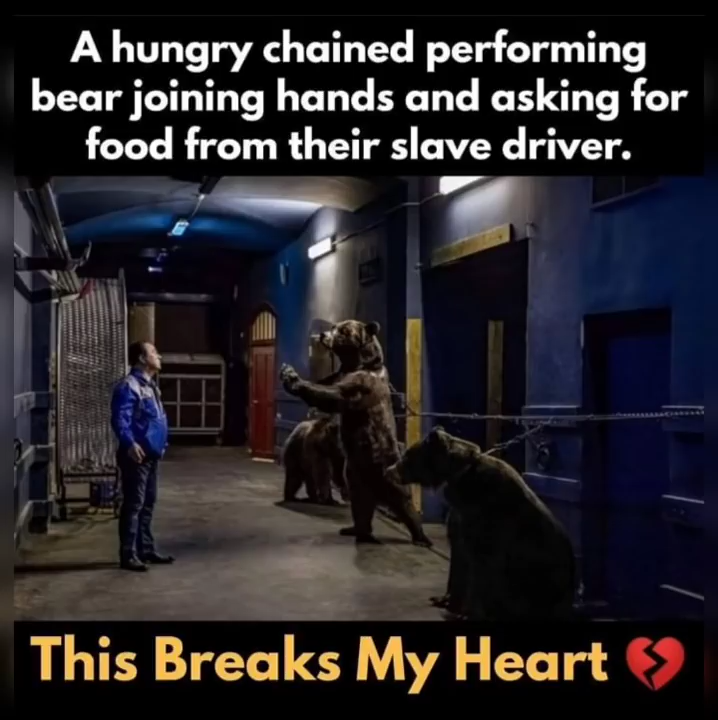 A hungry chained performing
bear joining hands and asking for
food from their slave driver.
This Breaks My Heart 💔